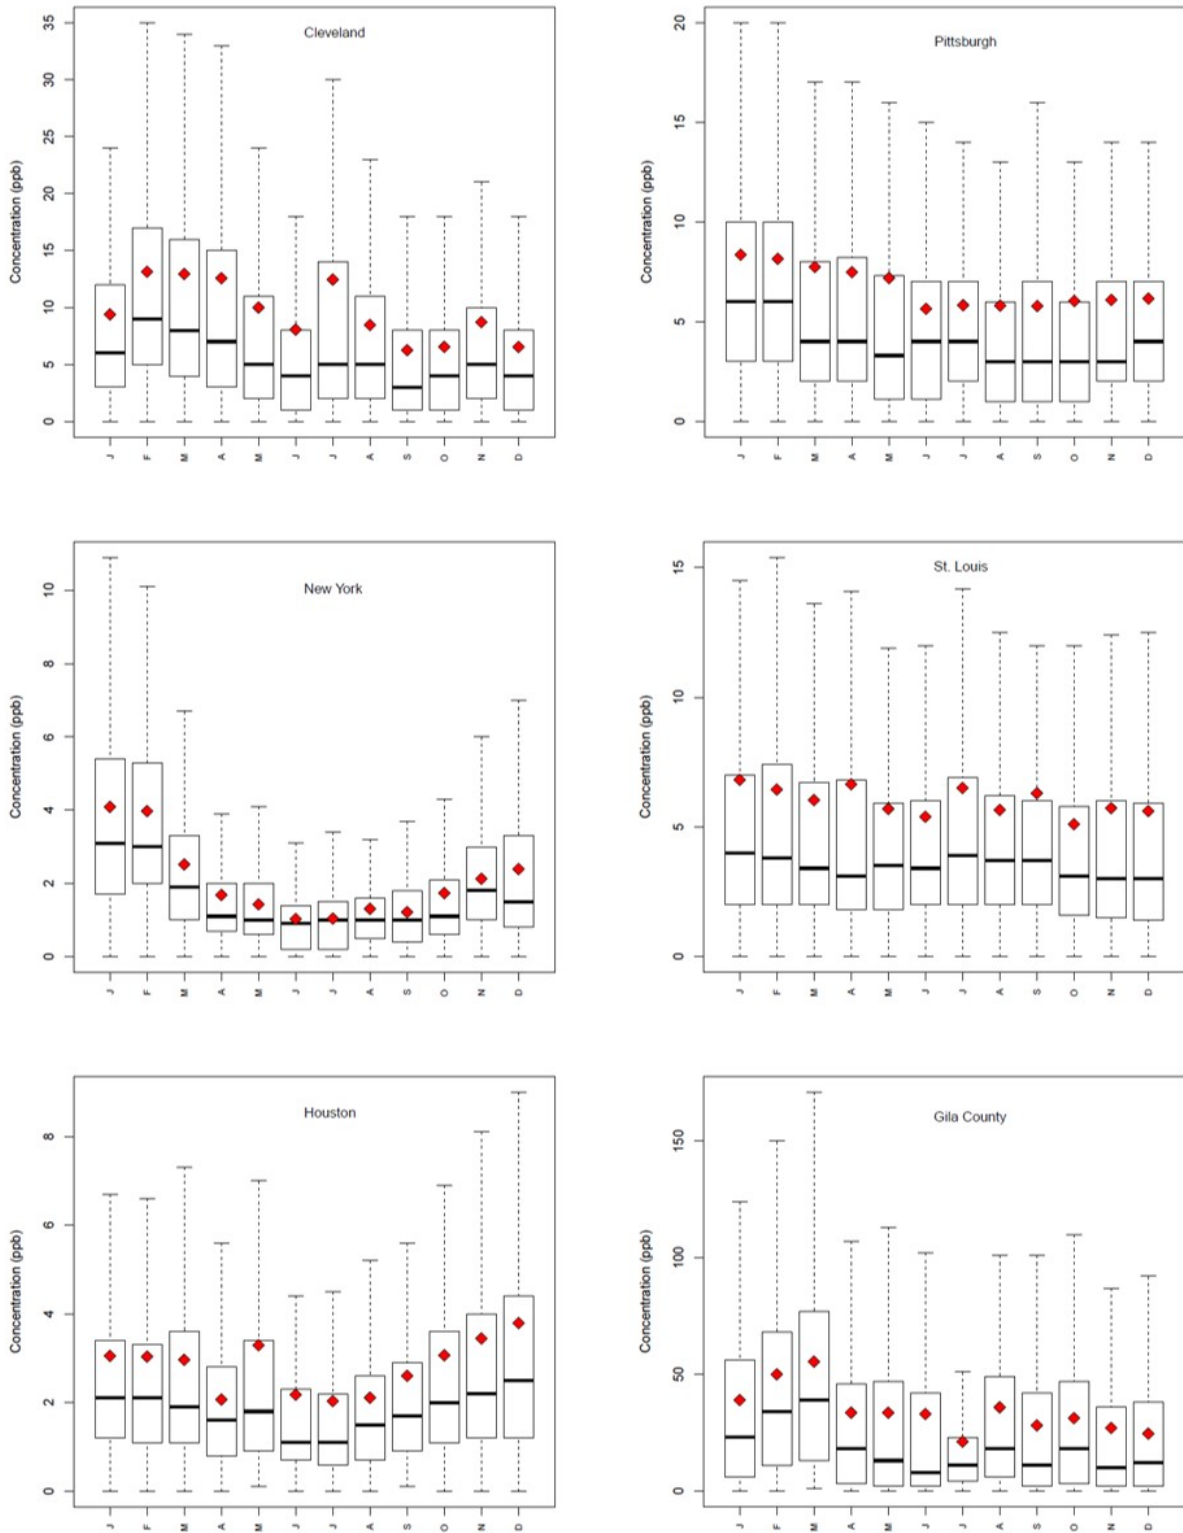 Cleveland
Concentration (ppb)
0 5 10 15 20 25 30 35
J F M A M J J A S O N D
Pittsburgh
Concentration (ppb)
0 5 10 15 20
J F M A M J J A S O N D
New York
Concentration (ppb)
0 2 4 6 8 10
J F M A M J J A S O N D
St. Louis
Concentration (ppb)
0 5 10 15
J F M A M J J A S O N D
Houston
Concentration (ppb)
0 2 4 6 8
J F M A M J J A S O N D
Gila County
Concentration (ppb)
0 50 100 150
J F M A M J J A S O N D